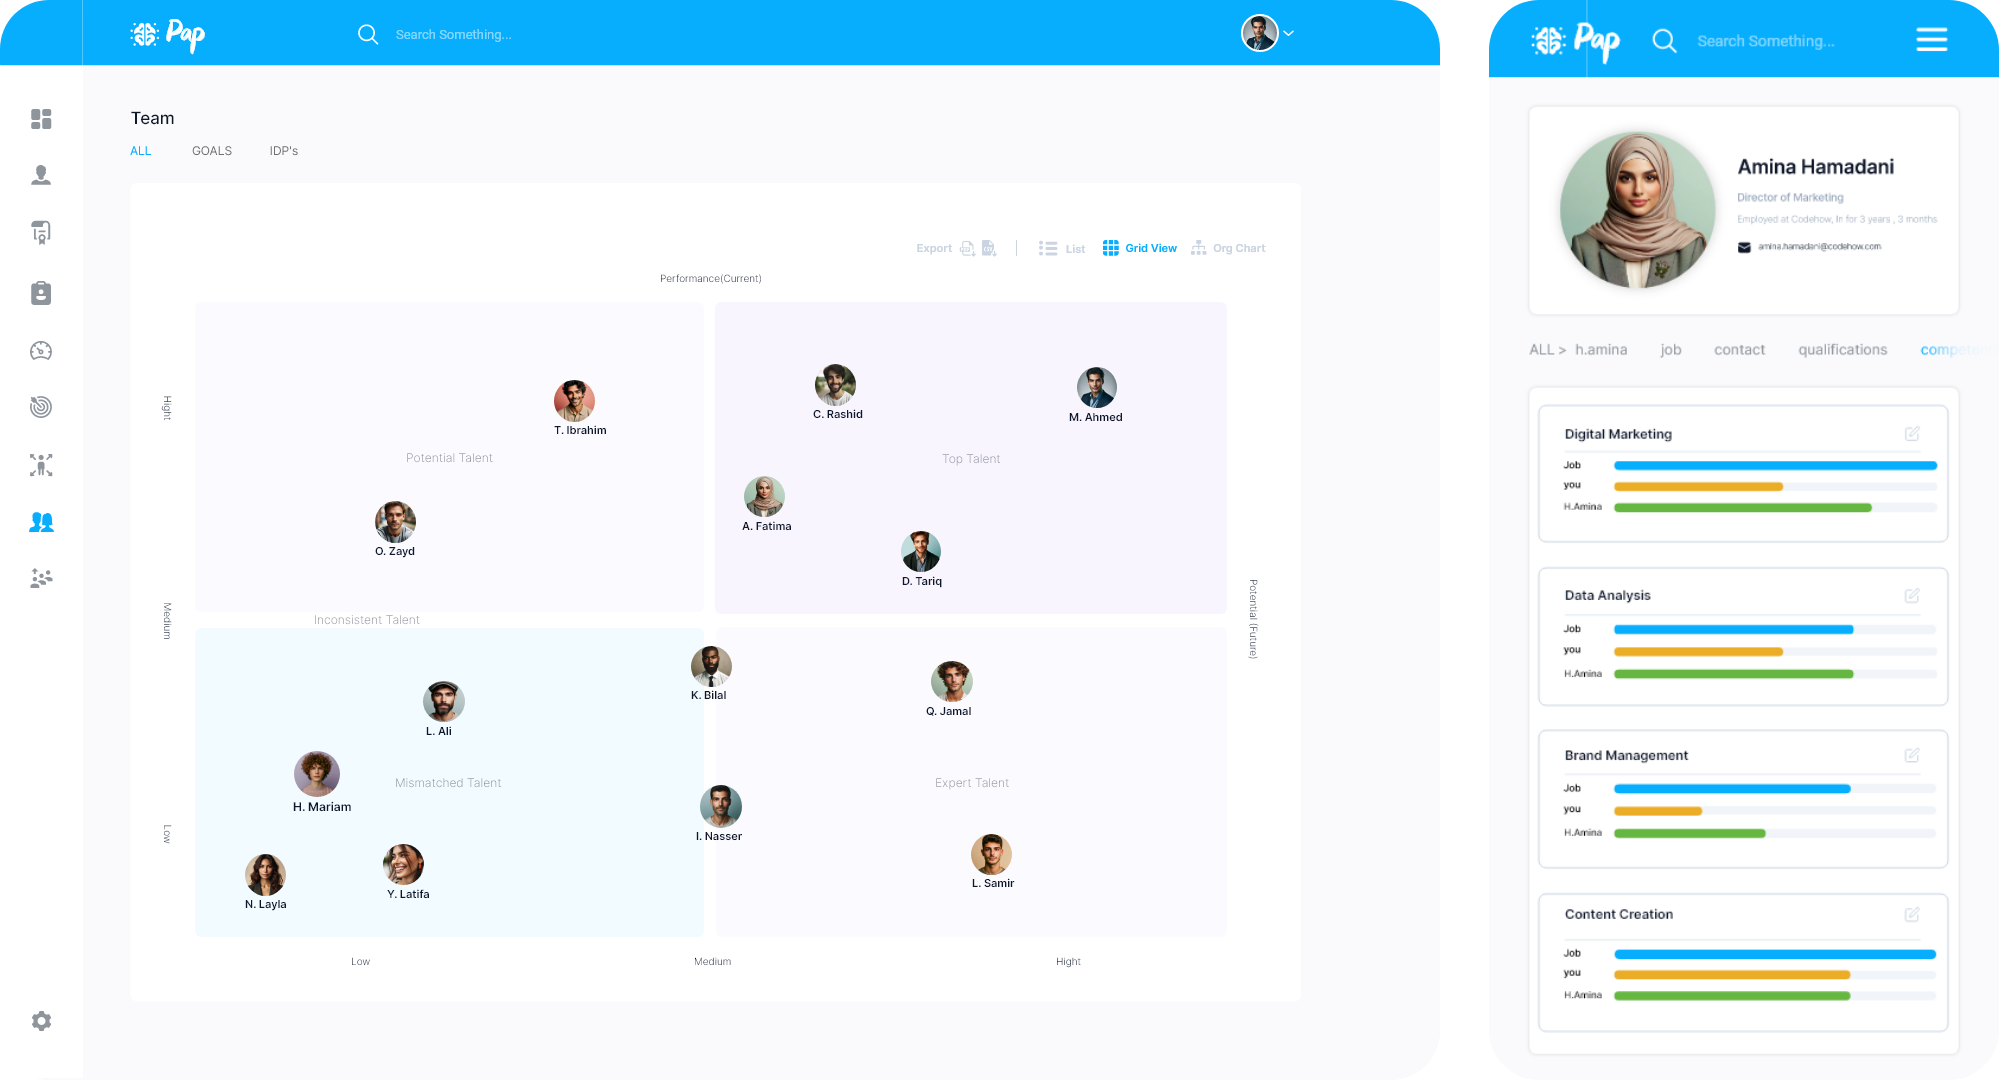 Pap
Search Something...
Team
ALL GOALS IDP's
Export List Grid View Org Chart
Performance(Current)
Hight
Medium
Low
T. Ibrahim
Potential Talent
O. Zayd
C. Rashid
M. Ahmed
Top Talent
A. Fatima
D. Tariq
Potential (Future)
Inconsistent Talent
K. Bilal
L. Ali
H. Mariam
Mismatched Talent
I. Nasser
N. Layla
Y. Latifa
Q. Jamal
Expert Talent
L. Samir
Low Medium Hight
Pap
Search Something...
Amina Hamadani
Director of Marketing
Employed at Codehow, In for 3 years , 3 months
amina.hamadani@codehow.com
ALL > h.amina job contact qualifications
Digital Marketing
Job
you
H.Amina
Data Analysis
Job
you
H.Amina
Brand Management
Job
you
H.Amina
Content Creation
Job
you
H.Amina